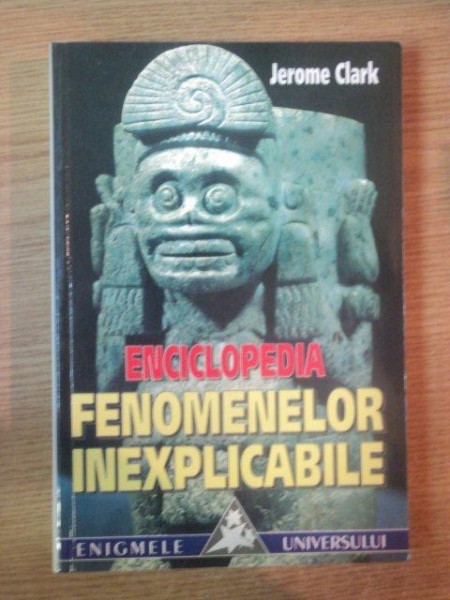 Jerome Clark
ENCICLOPEDIA
FENOMENELOR
INEXPLICABILE
ENIGMELE UNIVERSULUI